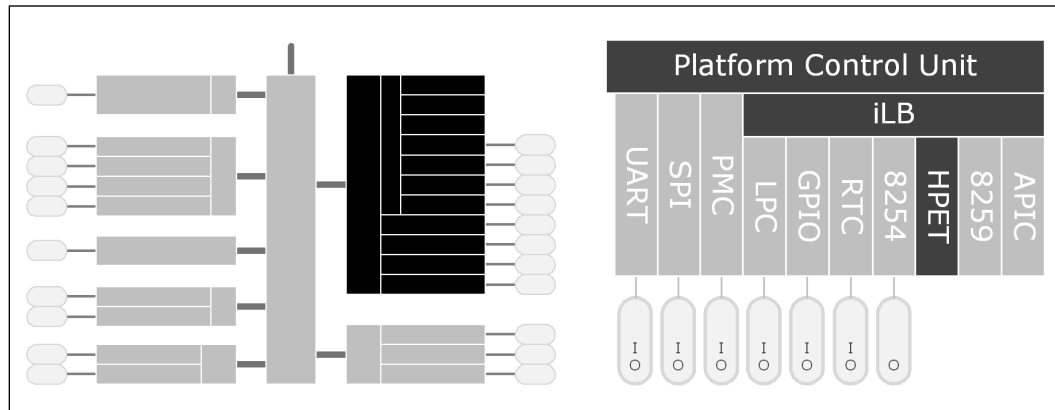 Platform Control Unit
iLB
UART
SPI
PMC
LPC
GPIO
RTC
8254
HPET
8259
APIC
I
O
I
O
I
O
I
O
I
O
I
O
O